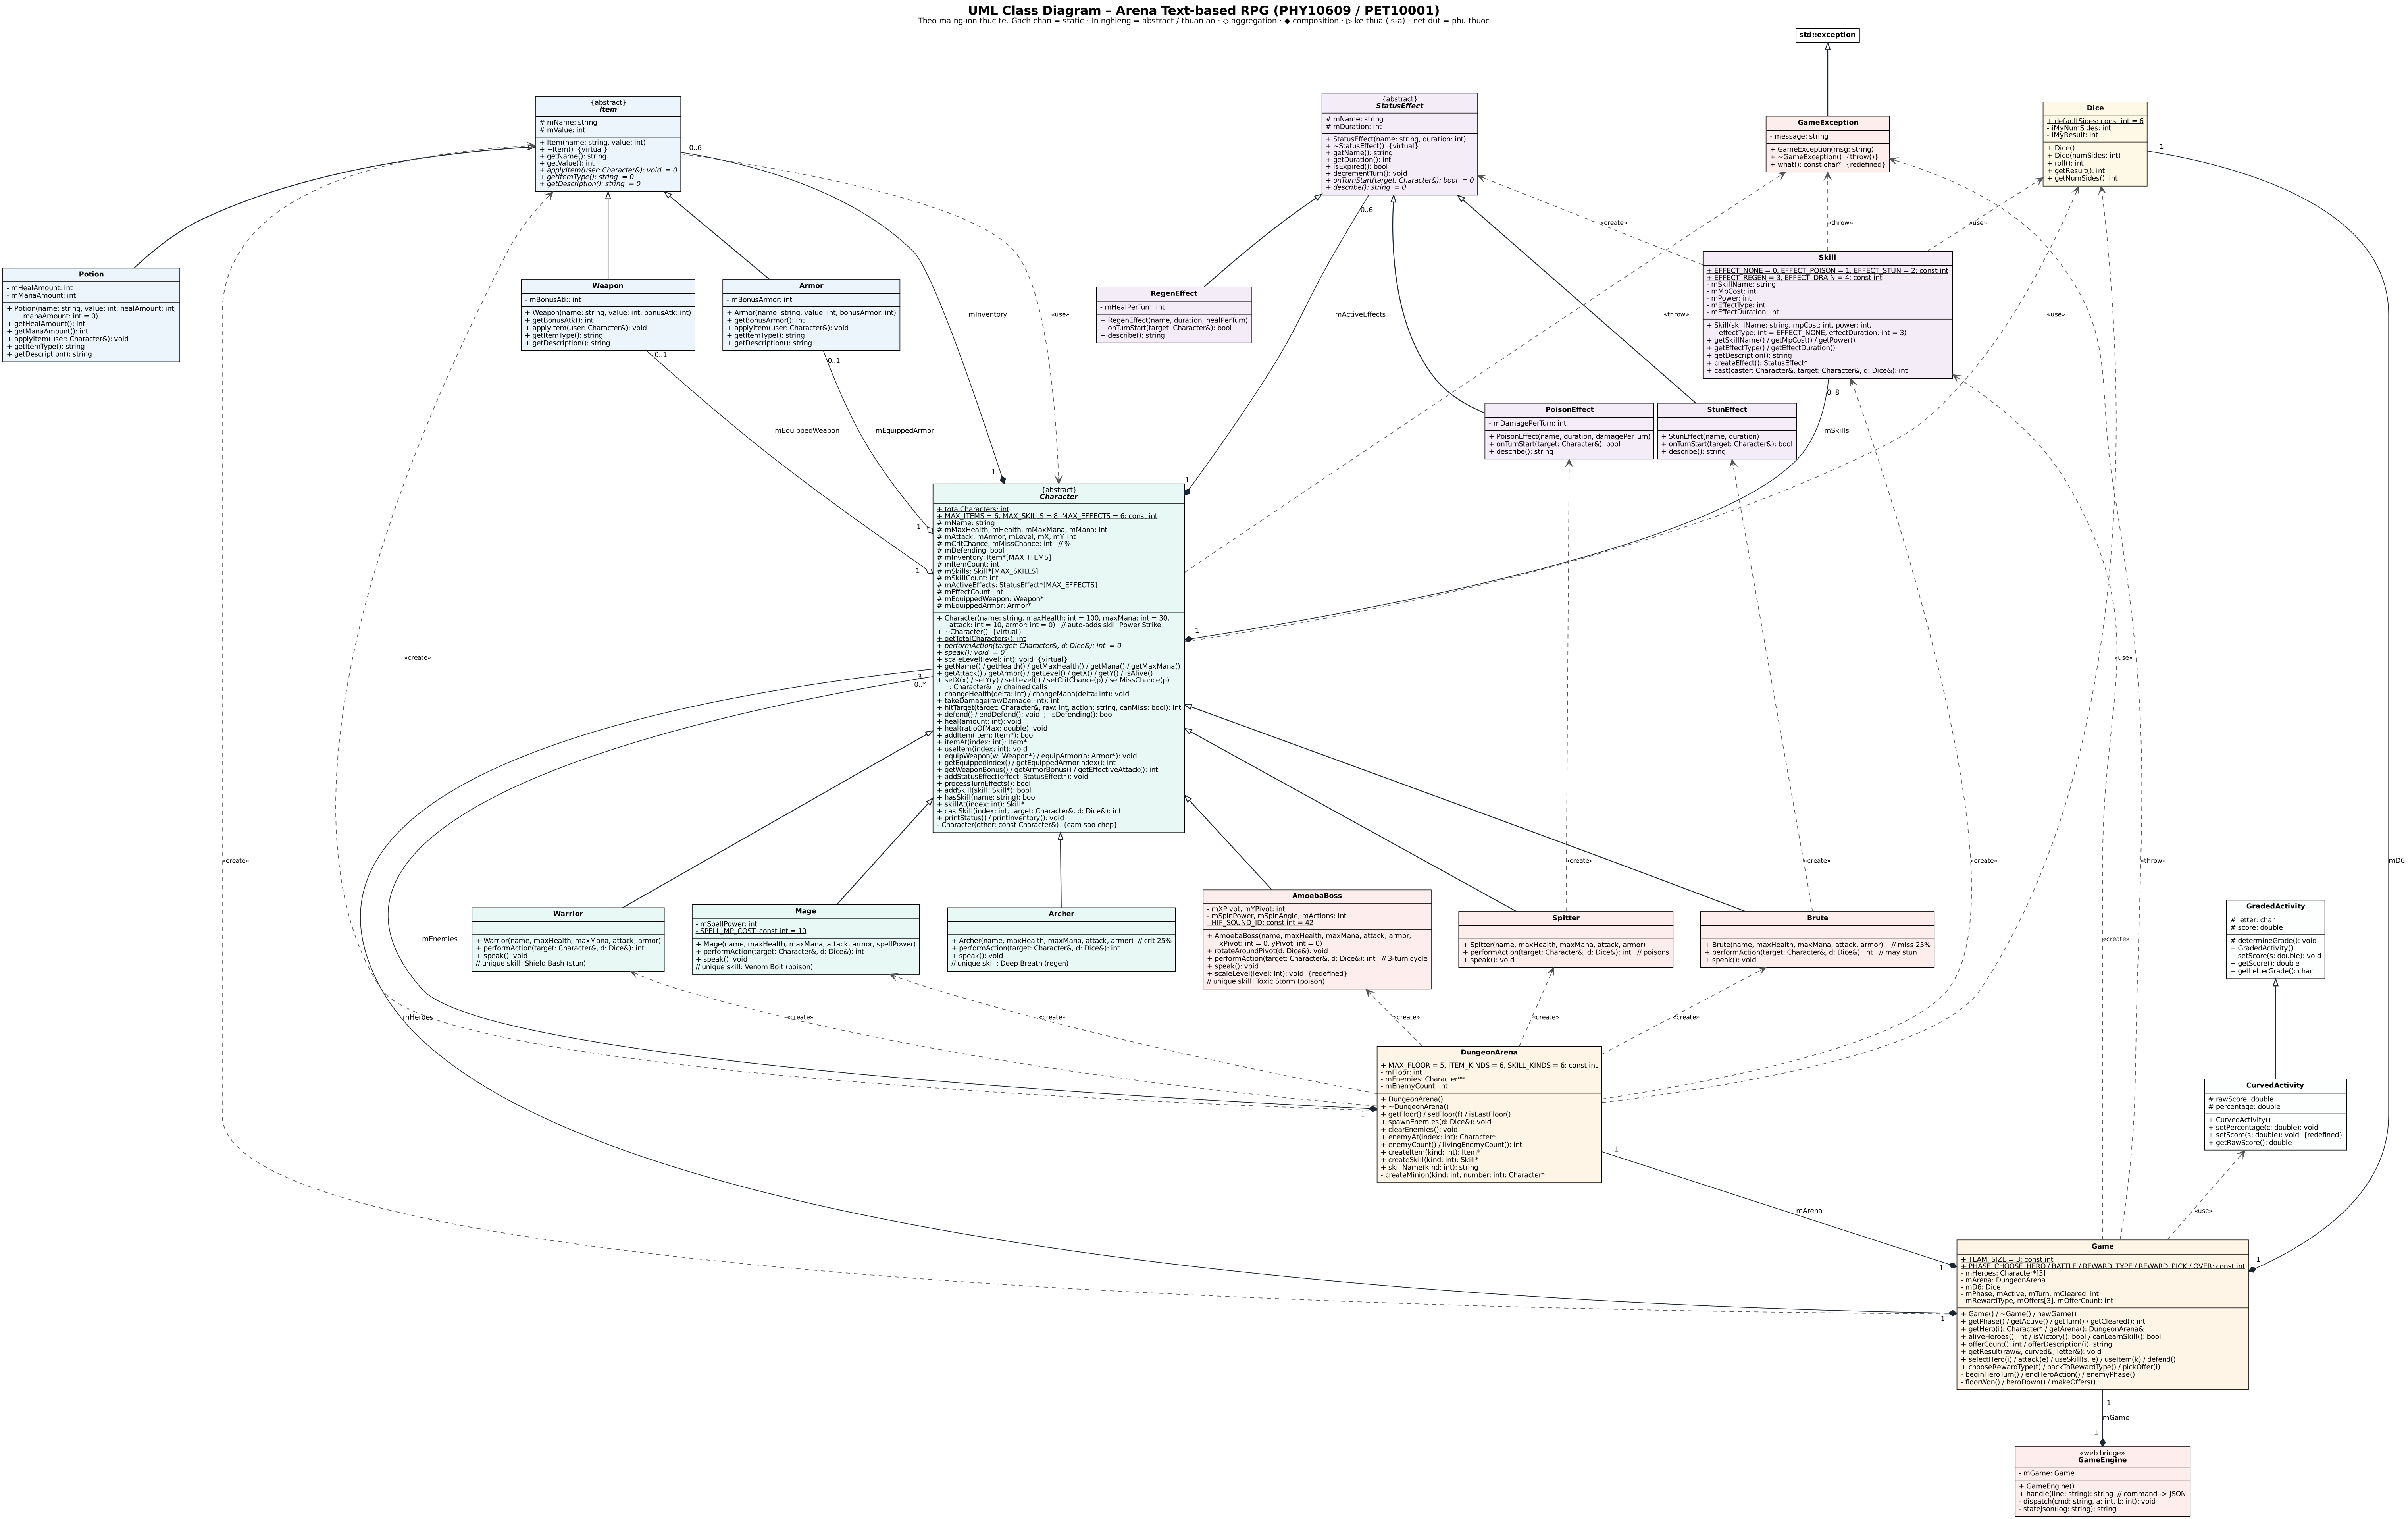 UML Class Diagram – Arena Text-based RPG (PHY10609 / PET10001)
Theo ma nguon thuc te. Gach chan = static · In nghieng = abstract / thuan ao · ◇ aggregation · ◆ composition · ▷ ke thua (is-a) · net dut = phu thuoc
std::exception
{abstract}
Item
# mName: string
# mValue: int
+ Item(name: string, value: int)
+ ~Item()  {virtual}
+ getName(): string
+ getValue(): int
+ applyItem(user: Character&): void  = 0
+ getItemType(): string  = 0
+ getDescription(): string  = 0
{abstract}
StatusEffect
# mName: string
# mDuration: int
+ StatusEffect(name: string, duration: int)
+ ~StatusEffect()  {virtual}
+ getName(): string
+ getDuration(): int
+ isExpired(): bool
+ decrementTurn(): void
+ onTurnStart(target: Character&): bool  = 0
+ describe(): string  = 0
GameException
- message: string
+ GameException(msg: string)
+ ~GameException()  {throw()}
+ what(): const char*  {redefined}
Dice
+ defaultSides: const int = 6
- iMyNumSides: int
- iMyResult: int
+ Dice()
+ Dice(numSides: int)
+ roll(): int
+ getResult(): int
+ getNumSides(): int
0..6
1
0..6
«create»
«throw»
«use»
Potion
- mHealAmount: int
- mManaAmount: int
+ Potion(name: string, value: int, healAmount: int,
manaAmount: int = 0)
+ getHealAmount(): int
+ getManaAmount(): int
+ applyItem(user: Character&): void
+ getItemType(): string
+ getDescription(): string
Weapon
- mBonusAtk: int
+ Weapon(name: string, value: int, bonusAtk: int)
+ getBonusAtk(): int
+ applyItem(user: Character&): void
+ getItemType(): string
+ getDescription(): string
Armor
- mBonusArmor: int
+ Armor(name: string, value: int, bonusArmor: int)
+ getBonusArmor(): int
+ applyItem(user: Character&): void
+ getItemType(): string
+ getDescription(): string
mInventory
«use»
RegenEffect
- mHealPerTurn: int
+ RegenEffect(name, duration, healPerTurn)
+ onTurnStart(target: Character&): bool
+ describe(): string
mActiveEffects
«throw»
Skill
+ EFFECT_NONE = 0, EFFECT_POISON = 1, EFFECT_STUN = 2: const int
+ EFFECT_REGEN = 3, EFFECT_DRAIN = 4: const int
- mSkillName: string
- mMpCost: int
- mPower: int
- mEffectType: int
- mEffectDuration: int
+ Skill(skillName: string, mpCost: int, power: int,
effectType: int = EFFECT_NONE, effectDuration: int = 3)
+ getSkillName() / getMpCost() / getPower()
+ getEffectType() / getEffectDuration()
+ getDescription(): string
+ createEffect(): StatusEffect*
+ cast(caster: Character&, target: Character&, d: Dice&): int
«use»
0..1
0..1
0..8
mEquippedWeapon
mEquippedArmor
PoisonEffect
- mDamagePerTurn: int
+ PoisonEffect(name, duration, damagePerTurn)
+ onTurnStart(target: Character&): bool
+ describe(): string
StunEffect
+ StunEffect(name, duration)
+ onTurnStart(target: Character&): bool
+ describe(): string
mSkills
1
1
1
1
1
{abstract}
Character
+ totalCharacters: int
+ MAX_ITEMS = 6, MAX_SKILLS = 8, MAX_EFFECTS = 6: const int
# mName: string
# mMaxHealth, mHealth, mMaxMana, mMana: int
# mAttack, mArmor, mLevel, mX, mY: int
# mCritChance, mMissChance: int   // %
# mDefending: bool
# mInventory: Item*[MAX_ITEMS]
# mItemCount: int
# mSkills: Skill*[MAX_SKILLS]
# mSkillCount: int
# mActiveEffects: StatusEffect*[MAX_EFFECTS]
# mEffectCount: int
# mEquippedWeapon: Weapon*
# mEquippedArmor: Armor*
+ Character(name: string, maxHealth: int = 100, maxMana: int = 30,
attack: int = 10, armor: int = 0)   // auto-adds skill Power Strike
+ ~Character()  {virtual}
+ getTotalCharacters(): int
+ performAction(target: Character&, d: Dice&): int  = 0
+ speak(): void  = 0
+ scaleLevel(level: int): void  {virtual}
+ getName() / getHealth() / getMaxHealth() / getMana() / getMaxMana()
+ getAttack() / getArmor() / getLevel() / getX() / getY() / isAlive()
+ setX(x) / setY(y) / setLevel(l) / setCritChance(p) / setMissChance(p)
: Character&   // chained calls
+ changeHealth(delta: int) / changeMana(delta: int): void
+ takeDamage(rawDamage: int): int
+ hitTarget(target: Character&, raw: int, action: string, canMiss: bool): int
+ defend() / endDefend(): void  ;  isDefending(): bool
+ heal(amount: int): void
+ heal(ratioOfMax: double): void
+ addItem(item: Item*): bool
+ itemAt(index: int): Item*
+ useItem(index: int): void
+ equipWeapon(w: Weapon*) / equipArmor(a: Armor*): void
+ getEquippedIndex() / getEquippedArmorIndex(): int
+ getWeaponBonus() / getArmorBonus() / getEffectiveAttack(): int
+ addStatusEffect(effect: StatusEffect*): void
+ processTurnEffects(): bool
+ addSkill(skill: Skill*): bool
+ hasSkill(name: string): bool
+ skillAt(index: int): Skill*
+ castSkill(index: int, target: Character&, d: Dice&): int
+ printStatus() / printInventory(): void
- Character(other: const Character&)  {cam sao chep}
«create»
3
0..*
«use»
«create»
«create»
«create»
«create»
«throw»
mD6
Warrior
+ Warrior(name, maxHealth, maxMana, attack, armor)
+ performAction(target: Character&, d: Dice&): int
+ speak(): void
// unique skill: Shield Bash (stun)
Mage
- mSpellPower: int
- SPELL_MP_COST: const int = 10
+ Mage(name, maxHealth, maxMana, attack, armor, spellPower)
+ performAction(target: Character&, d: Dice&): int
+ speak(): void
// unique skill: Venom Bolt (poison)
Archer
+ Archer(name, maxHealth, maxMana, attack, armor)  // crit 25%
+ performAction(target: Character&, d: Dice&): int
+ speak(): void
// unique skill: Deep Breath (regen)
AmoebaBoss
- mXPivot, mYPivot: int
- mSpinPower, mSpinAngle, mActions: int
- HIF_SOUND_ID: const int = 42
+ AmoebaBoss(name, maxHealth, maxMana, attack, armor,
xPivot: int = 0, yPivot: int = 0)
+ rotateAroundPivot(d: Dice&): void
+ performAction(target: Character&, d: Dice&): int   // 3-turn cycle
+ speak(): void
+ scaleLevel(level: int): void  {redefined}
// unique skill: Toxic Storm (poison)
Spitter
+ Spitter(name, maxHealth, maxMana, attack, armor)
+ performAction(target: Character&, d: Dice&): int   // poisons
+ speak(): void
Brute
+ Brute(name, maxHealth, maxMana, attack, armor)    // miss 25%
+ performAction(target: Character&, d: Dice&): int   // may stun
+ speak(): void
GradedActivity
# letter: char
# score: double
# determineGrade(): void
+ GradedActivity()
+ setScore(s: double): void
+ getScore(): double
+ getLetterGrade(): char
mEnemies
«create»
mHeroes
«create»
«create»
«create»
«create»
«create»
DungeonArena
+ MAX_FLOOR = 5, ITEM_KINDS = 6, SKILL_KINDS = 6: const int
- mFloor: int
- mEnemies: Character**
- mEnemyCount: int
+ DungeonArena()
+ ~DungeonArena()
+ getFloor() / setFloor(f) / isLastFloor()
+ spawnEnemies(d: Dice&): void
+ clearEnemies(): void
+ enemyAt(index: int): Character*
+ enemyCount() / livingEnemyCount(): int
+ createItem(kind: int): Item*
+ createSkill(kind: int): Skill*
+ skillName(kind: int): string
- createMinion(kind: int, number: int): Character*
1
1
CurvedActivity
# rawScore: double
# percentage: double
+ CurvedActivity()
+ setPercentage(c: double): void
+ setScore(s: double): void  {redefined}
+ getRawScore(): double
mArena
«use»
1
1
1
Game
+ TEAM_SIZE = 3: const int
+ PHASE_CHOOSE_HERO / BATTLE / REWARD_TYPE / REWARD_PICK / OVER: const int
- mHeroes: Character*[3]
- mArena: DungeonArena
- mD6: Dice
- mPhase, mActive, mTurn, mCleared: int
- mRewardType, mOffers[3], mOfferCount: int
+ Game() / ~Game() / newGame()
+ getPhase() / getActive() / getTurn() / getCleared(): int
+ getHero(i): Character* / getArena(): DungeonArena&
+ aliveHeroes(): int / isVictory(): bool / canLearnSkill(): bool
+ offerCount(): int / offerDescription(i): string
+ getResult(raw&, curved&, letter&): void
+ selectHero(i) / attack(e) / useSkill(s, e) / useItem(k) / defend()
+ chooseRewardType(t) / backToRewardType() / pickOffer(i)
- beginHeroTurn() / endHeroAction() / enemyPhase()
- floorWon() / heroDown() / makeOffers()
1
mGame
1
«web bridge»
GameEngine
- mGame: Game
+ GameEngine()
+ handle(line: string): string  // command -> JSON
- dispatch(cmd: string, a: int, b: int): void
- stateJson(log: string): string